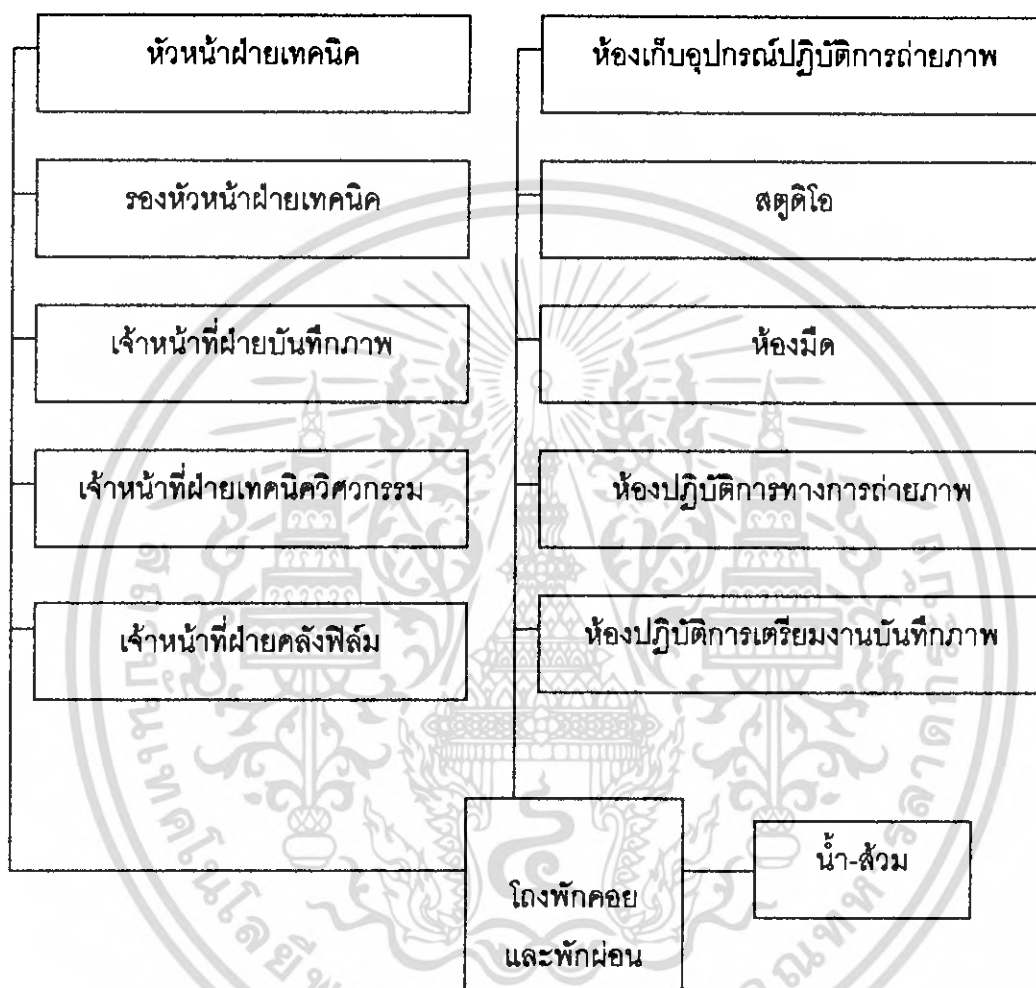 หัวหน้าฝ่ายเทคนิค
รองหัวหน้าฝ่ายเทคนิค
เจ้าหน้าที่ฝ่ายบันทึกภาพ
เจ้าหน้าที่ฝ่ายเทคนิควิศวกรรม
เจ้าหน้าที่ฝ่ายคลังฟิล์ม
ห้องเก็บอุปกรณ์ปฏิบัติการถ่ายภาพ
สตูดิโอ
ห้องมืด
ห้องปฏิบัติการทางการถ่ายภาพ
ห้องปฏิบัติการเตรียมงานบันทึกภาพ
โถงพักคอย
และพักผ่อน
น้ำ-ส้วม